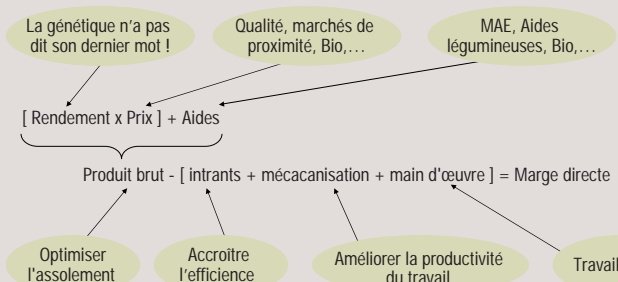 La génétique n'a pas
dit son dernier mot !
Qualité, marchés de
proximité, Bio,…
MAE, Aides
légumineuses, Bio,…
[ Rendement x Prix ] + Aides
Produit brut - [ intrants + mécacanisation + main d'œuvre ] = Marge directe
Optimiser
l'assolement
Accroître
l'efficience
Améliorer la productivité
du travail
Travail